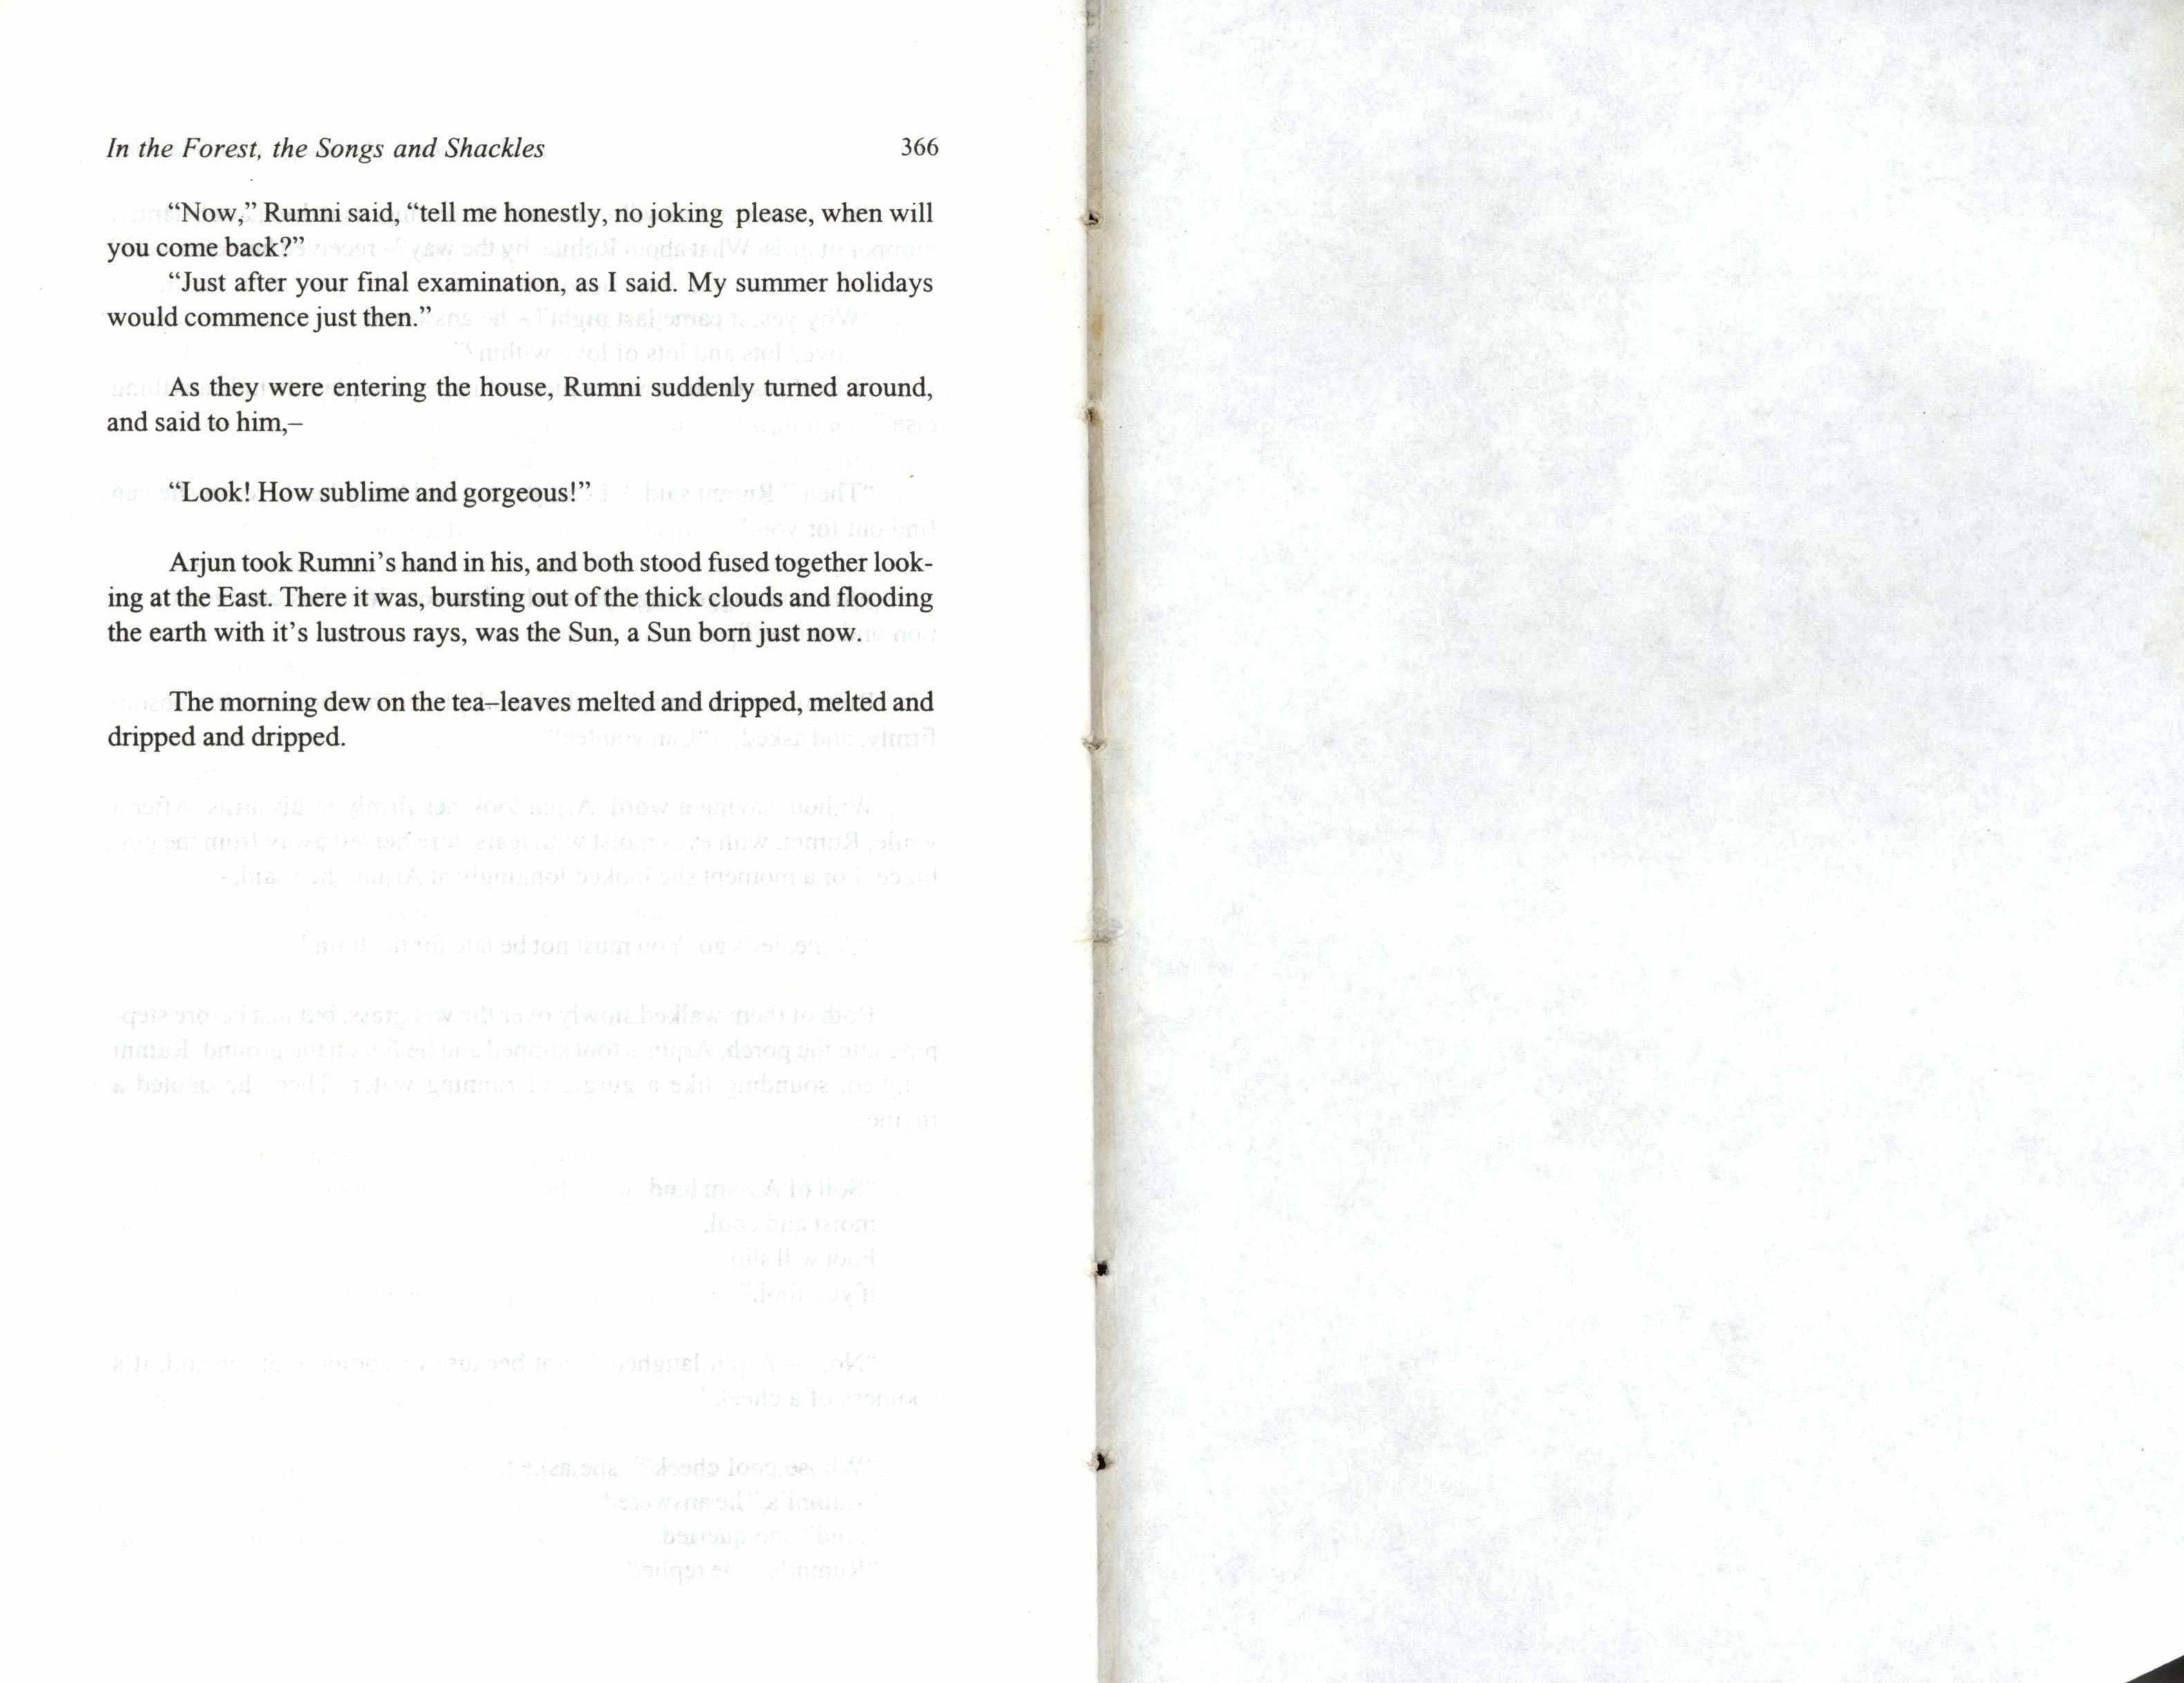 In the Forest, the Songs and Shackles 366
“Now,” Rumni said, “tell me honestly, no joking please, when will
you come back?”
“Just after your final examination, as I said. My summer holidays
would commence just then.”
As they were entering the house, Rumni suddenly turned around,
and said to him,–
“Look! How sublime and gorgeous!”
Arjun took Rumni’s hand in his, and both stood fused together look-
ing at the East. There it was, bursting out of the thick clouds and flooding
the earth with it’s lustrous rays, was the Sun, a Sun born just now.
The morning dew on the tea–leaves melted and dripped, melted and
dripped and dripped.